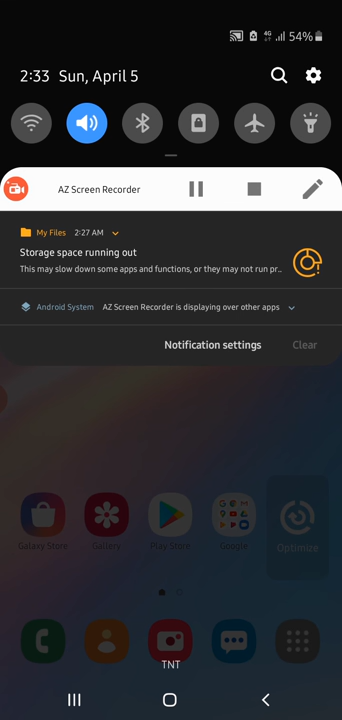 4G 54%
2:33 Sun, April 5
AZ Screen Recorder
My Files 2:27 AM
Storage space running out
This may slow down some apps and functions, or they may not run pr..
Android System AZ Screen Recorder is displaying over other apps
Notification settings Clear
Galaxy Store Gallery Play Store Google Optimize
TNT